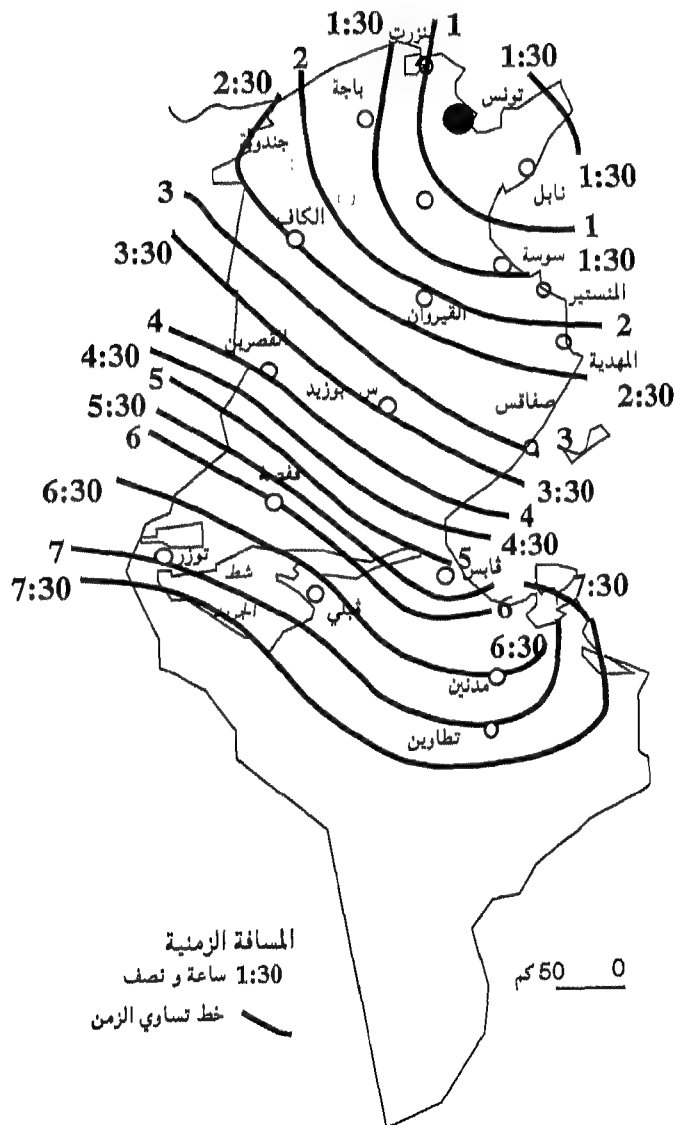 1:30
بنزرت
1
2
1:30
2:30
باجة
تونس
جندوبة
نابل
1:30
3
الكاف
1
سوسة
1:30
3:30
المنستير
القيروان
2
4
القصرين
المهدية
4:30
2:30
5
س بوزيد
صفاقس
5:30
3
6
قفصة
3:30
6:30
4
4:30
7
توزر
شط
5
قابس
7:30
7:30
الجريد
قبلي
6
6:30
مدنين
تطاوين
المسافة الزمنية
1:30 ساعة و نصف
خط تساوي الزمن
0 50 كم